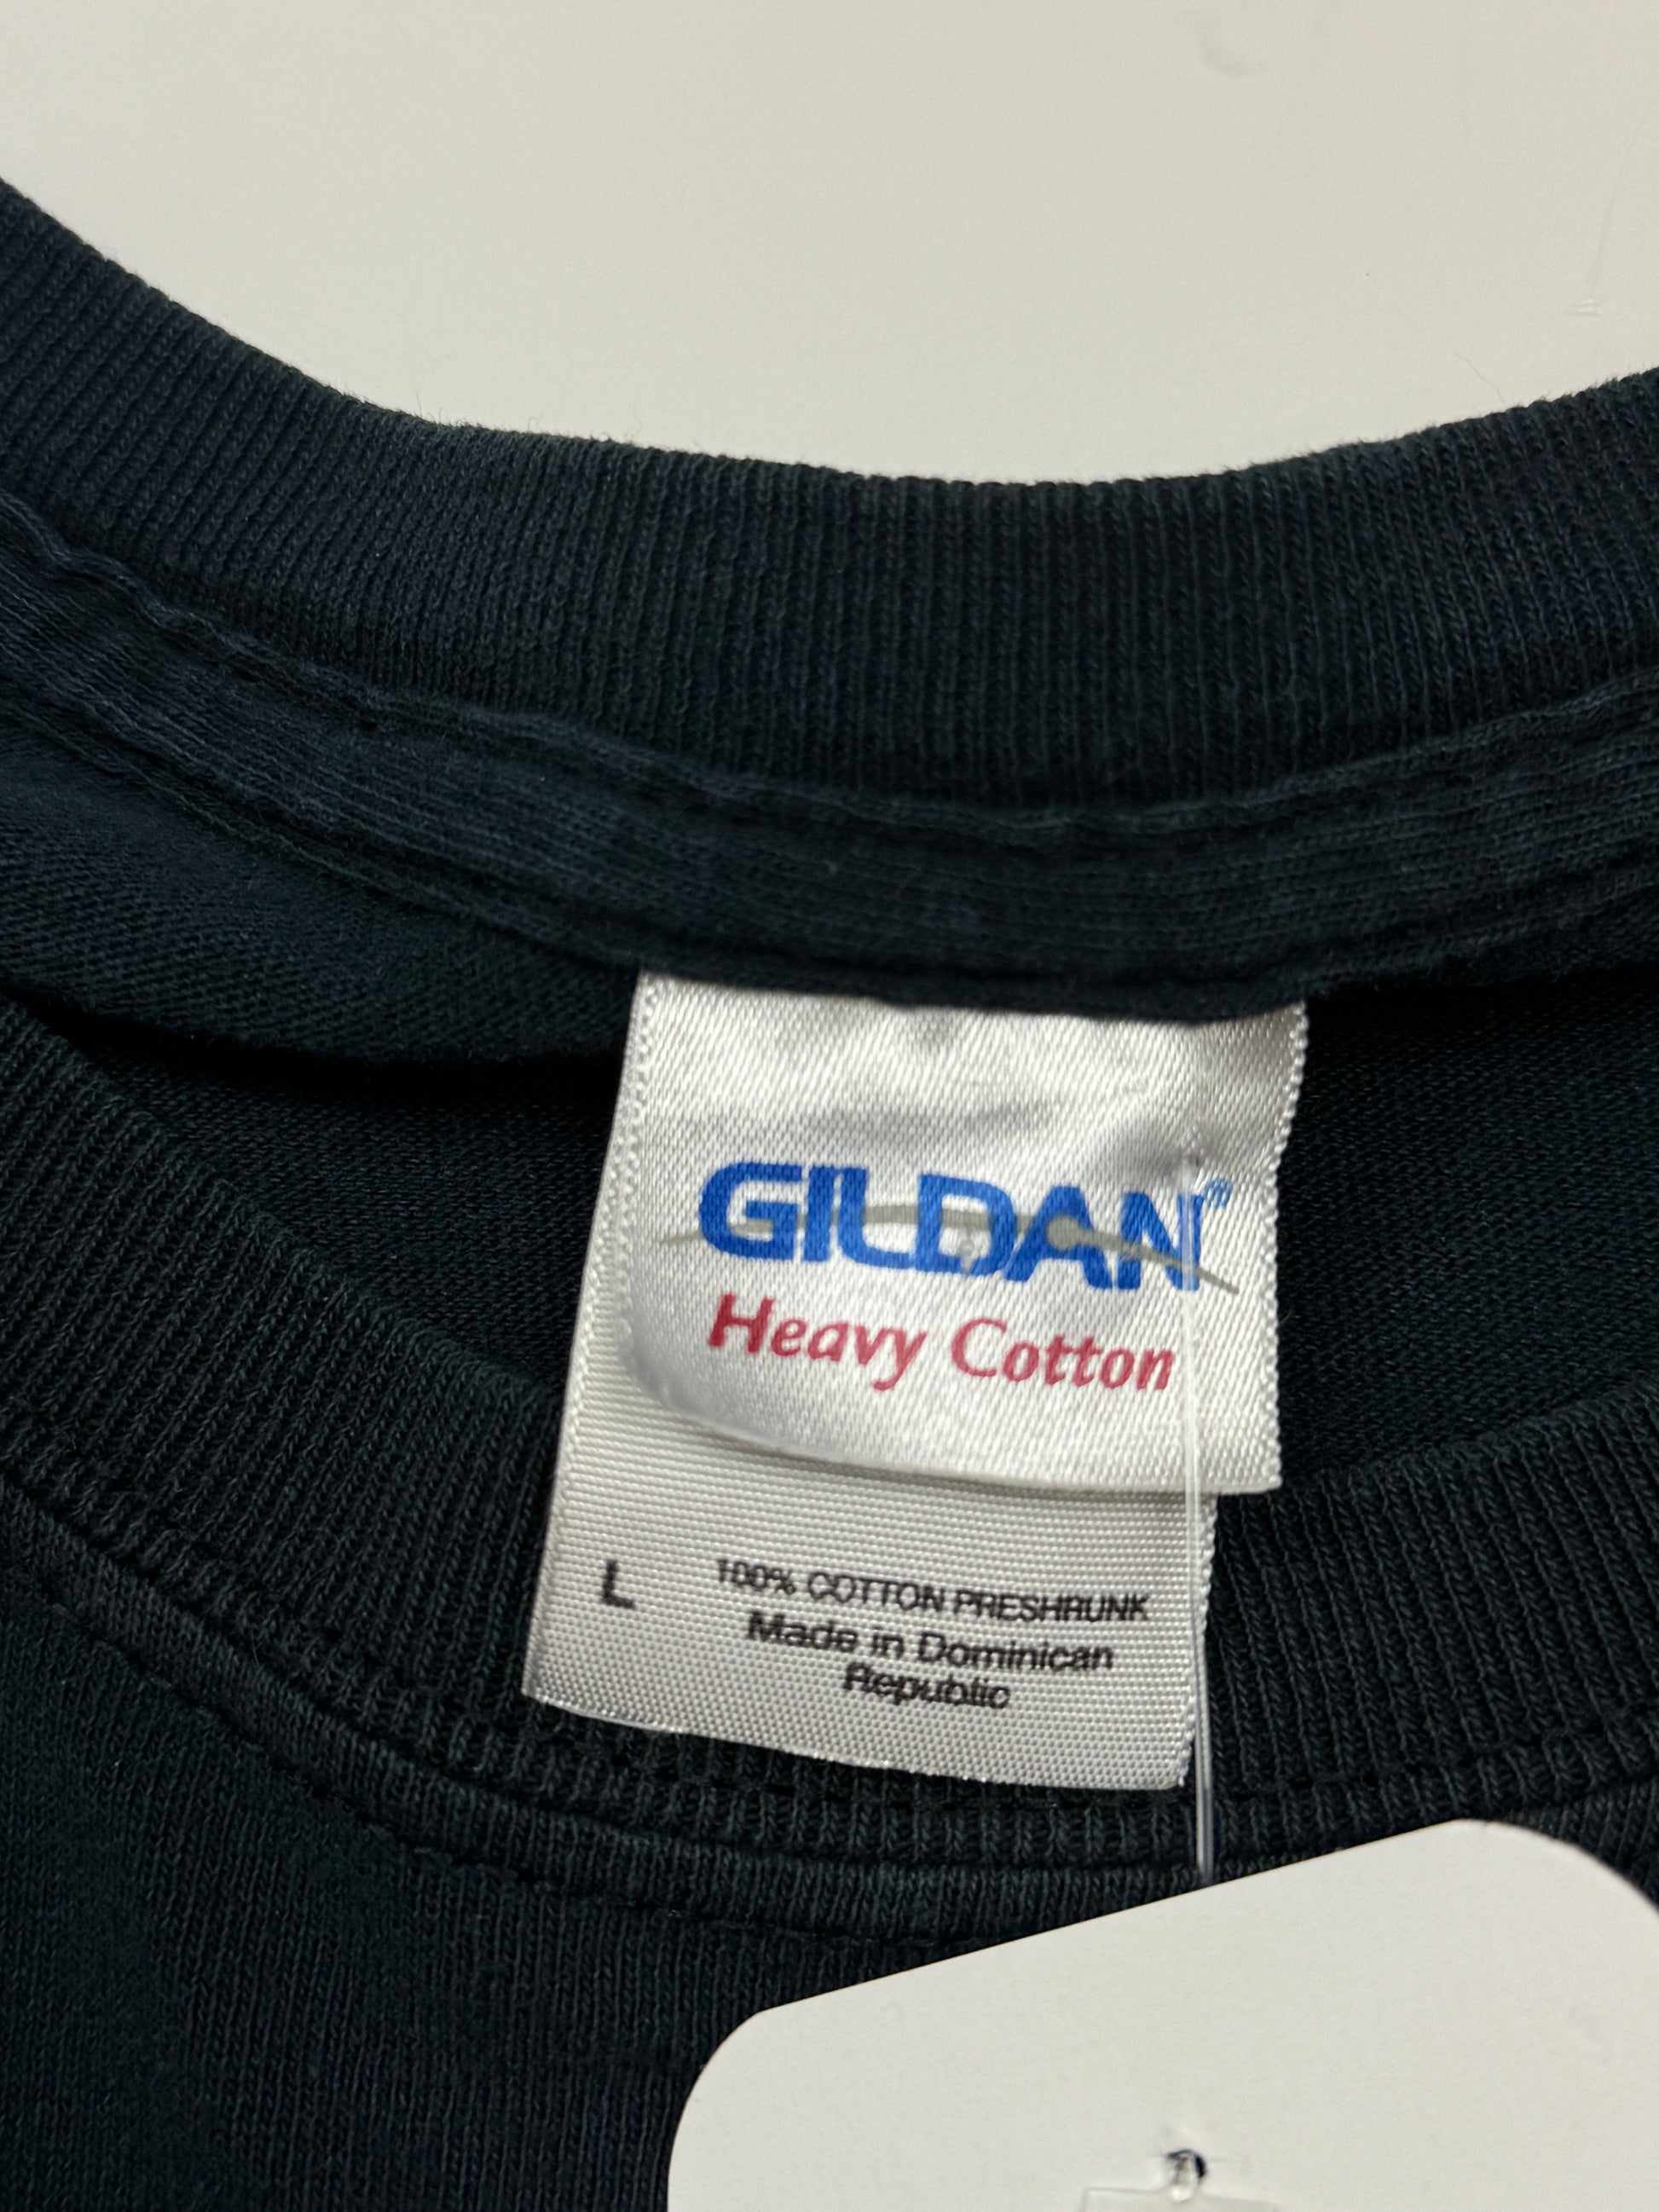 GILDAN®
Heavy Cotton
L 100% COTTON PRESHRUNK
Made in Dominican
Republic